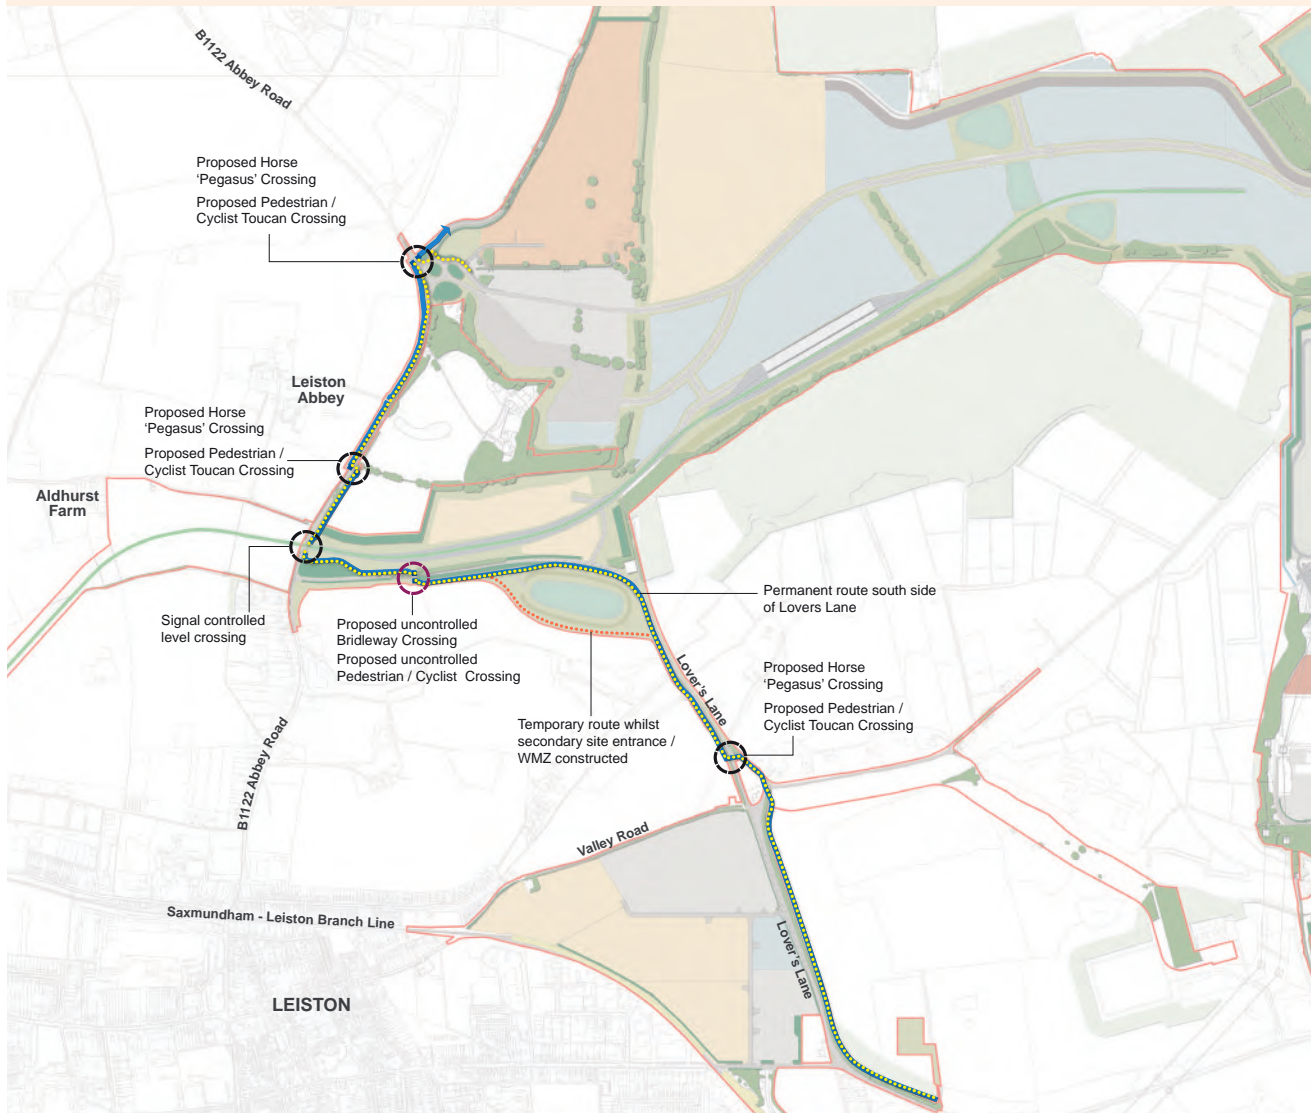 B1122 Abbey Road
Proposed Horse
‘Pegasus’ Crossing
Proposed Pedestrian /
Cyclist Toucan Crossing
Leiston
Abbey
Proposed Horse
‘Pegasus’ Crossing
Proposed Pedestrian /
Cyclist Toucan Crossing
Aldhurst
Farm
Signal controlled
level crossing
Proposed uncontrolled
Bridleway Crossing
Proposed uncontrolled
Pedestrian / Cyclist Crossing
Permanent route south side
of Lovers Lane
Lover's Lane
Proposed Horse
‘Pegasus’ Crossing
Proposed Pedestrian /
Cyclist Toucan Crossing
Temporary route whilst
secondary site entrance /
WMZ constructed
B1122 Abbey Road
Valley Road
Saxmundham - Leiston Branch Line
Lover's Lane
LEISTON